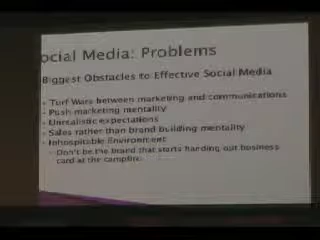 ocial Media: Problems
Biggest Obstacles to Effective Social Media
- Turf Wars between marketing and communications
- Push marketing mentality
- Unrealistic expectations
- Sales rather than brand building mentality
- Inhospitable Environment
- Don't be the brand that starts handing out business
card at the campfire.